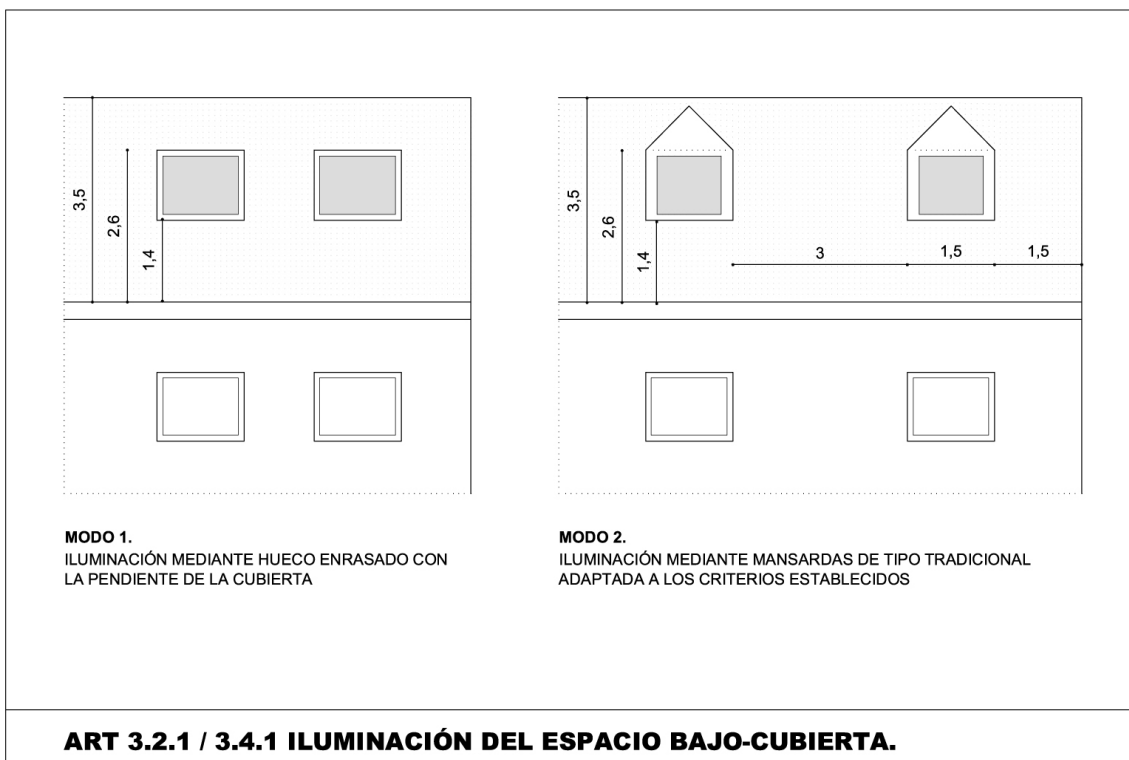 3,5
2,6
1,4
3,5
2,6
1,4
3
1,5
1,5
MODO 1.
ILUMINACIÓN MEDIANTE HUECO ENRASADO CON
LA PENDIENTE DE LA CUBIERTA
MODO 2.
ILUMINACIÓN MEDIANTE MANSARDAS DE TIPO TRADICIONAL
ADAPTADA A LOS CRITERIOS ESTABLECIDOS
ART 3.2.1 / 3.4.1 ILUMINACIÓN DEL ESPACIO BAJO-CUBIERTA.